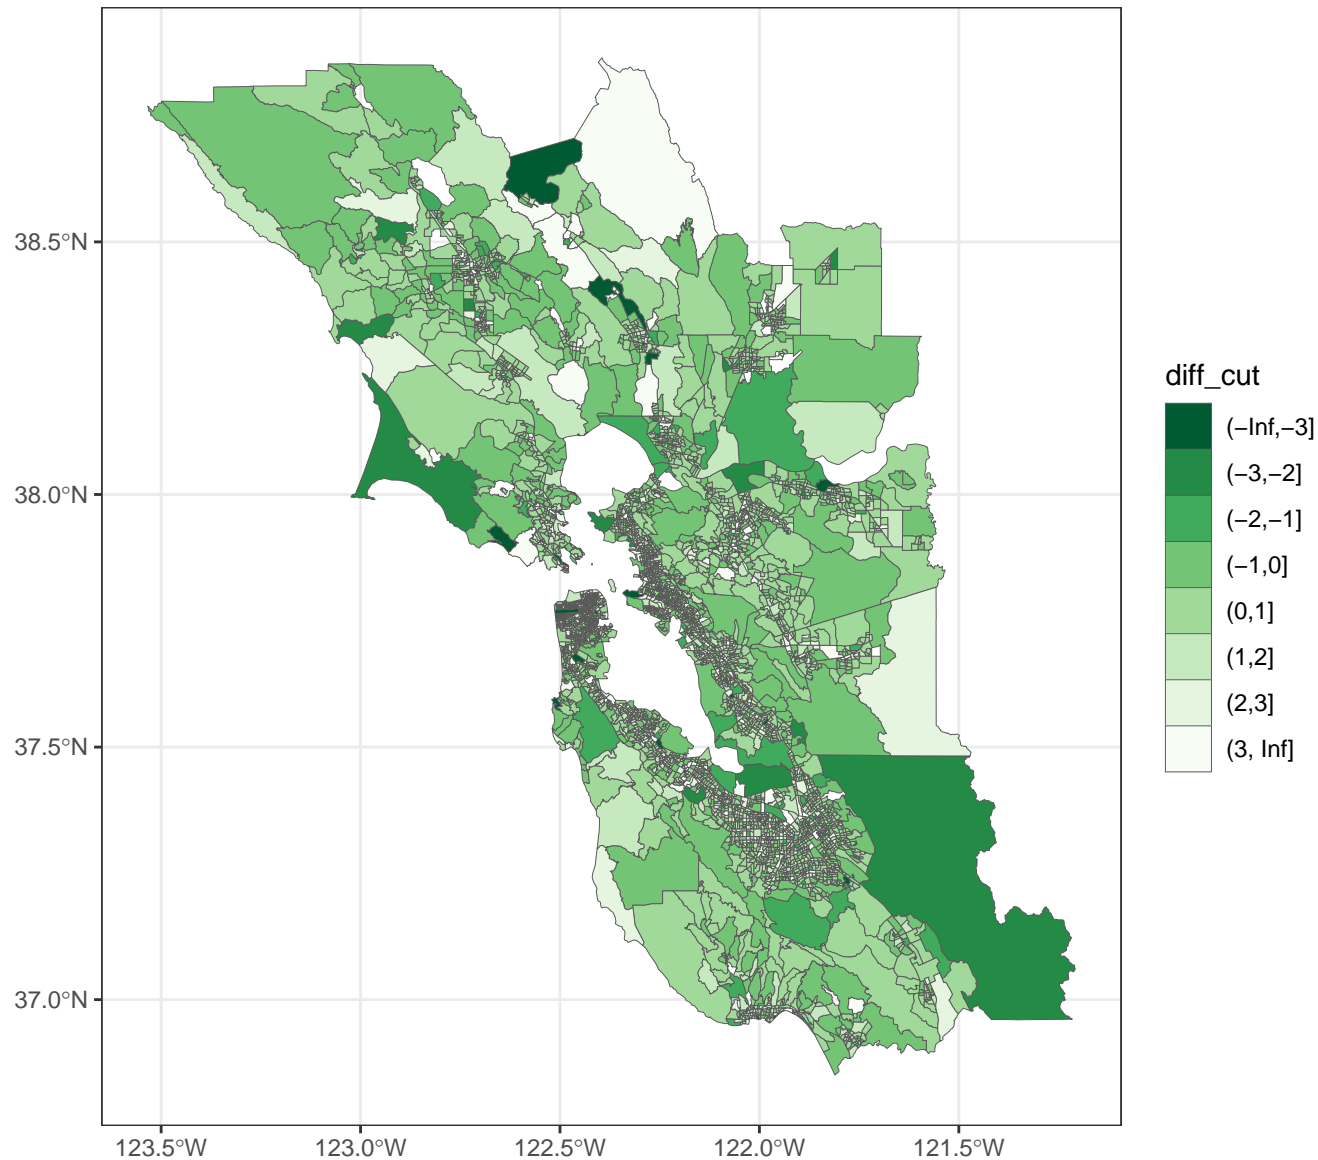 38.5°N
38.0°N
37.5°N
37.0°N
123.5°W
123.0°W
122.5°W
122.0°W
121.5°W
diff_cut
(−Inf,−3]
(−3,−2]
(−2,−1]
(−1,0]
(0,1]
(1,2]
(2,3]
(3, Inf]